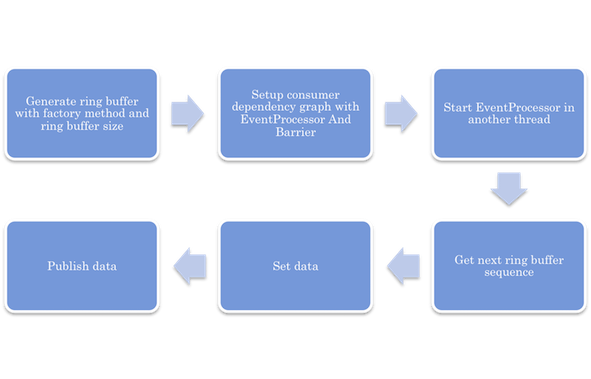 Generate ring buffer
with factory method and
ring buffer size
Setup consumer
dependency graph with
EventProcessor And
Barrier
Start EventProcessor in
another thread
Get next ring buffer
sequence
Set data
Publish data